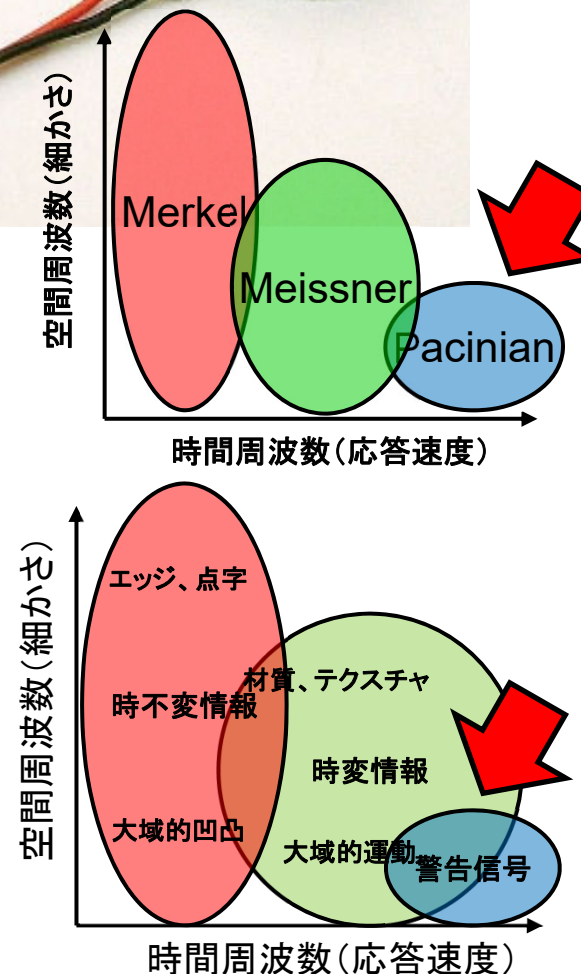 空間周波数(細かさ)
Merkel
Meissner
Pacinian
時間周波数(応答速度)
空間周波数(細かさ)
エッジ、点字
材質、テクスチャ
時不変情報
時変情報
大域的凹凸
大域的運動
警告信号
時間周波数(応答速度)